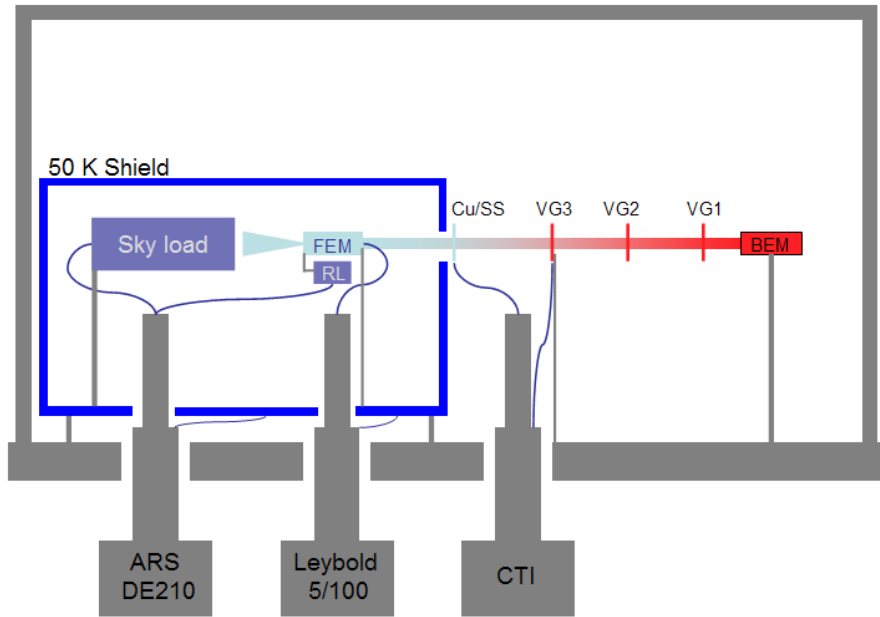 50 K Shield
Cu/SS
VG3
VG2
VG1
Sky load
FEM
BEM
RL
ARS
DE210
Leybold
5/100
CTI